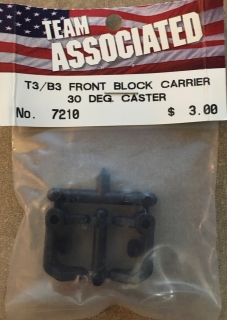 TEAM
ASSOCIATED
T3/B3 FRONT BLOCK CARRIER
30 DEG. CASTER
No. 7210 $ 3.00